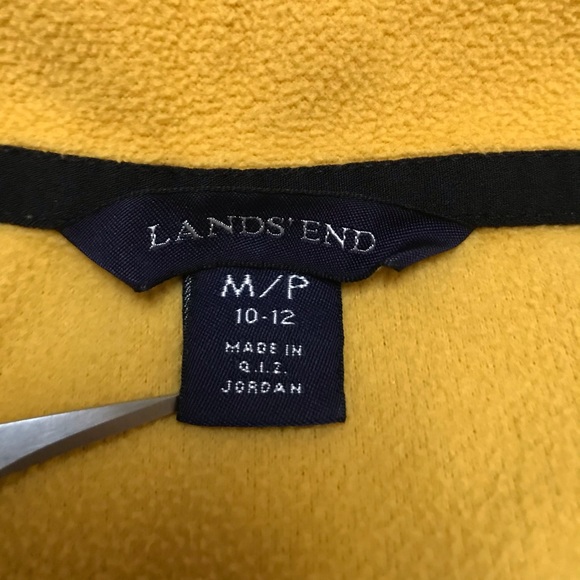 LANDS' END
M/P
10-12
MADE IN
Q.I.Z.
JORDAN